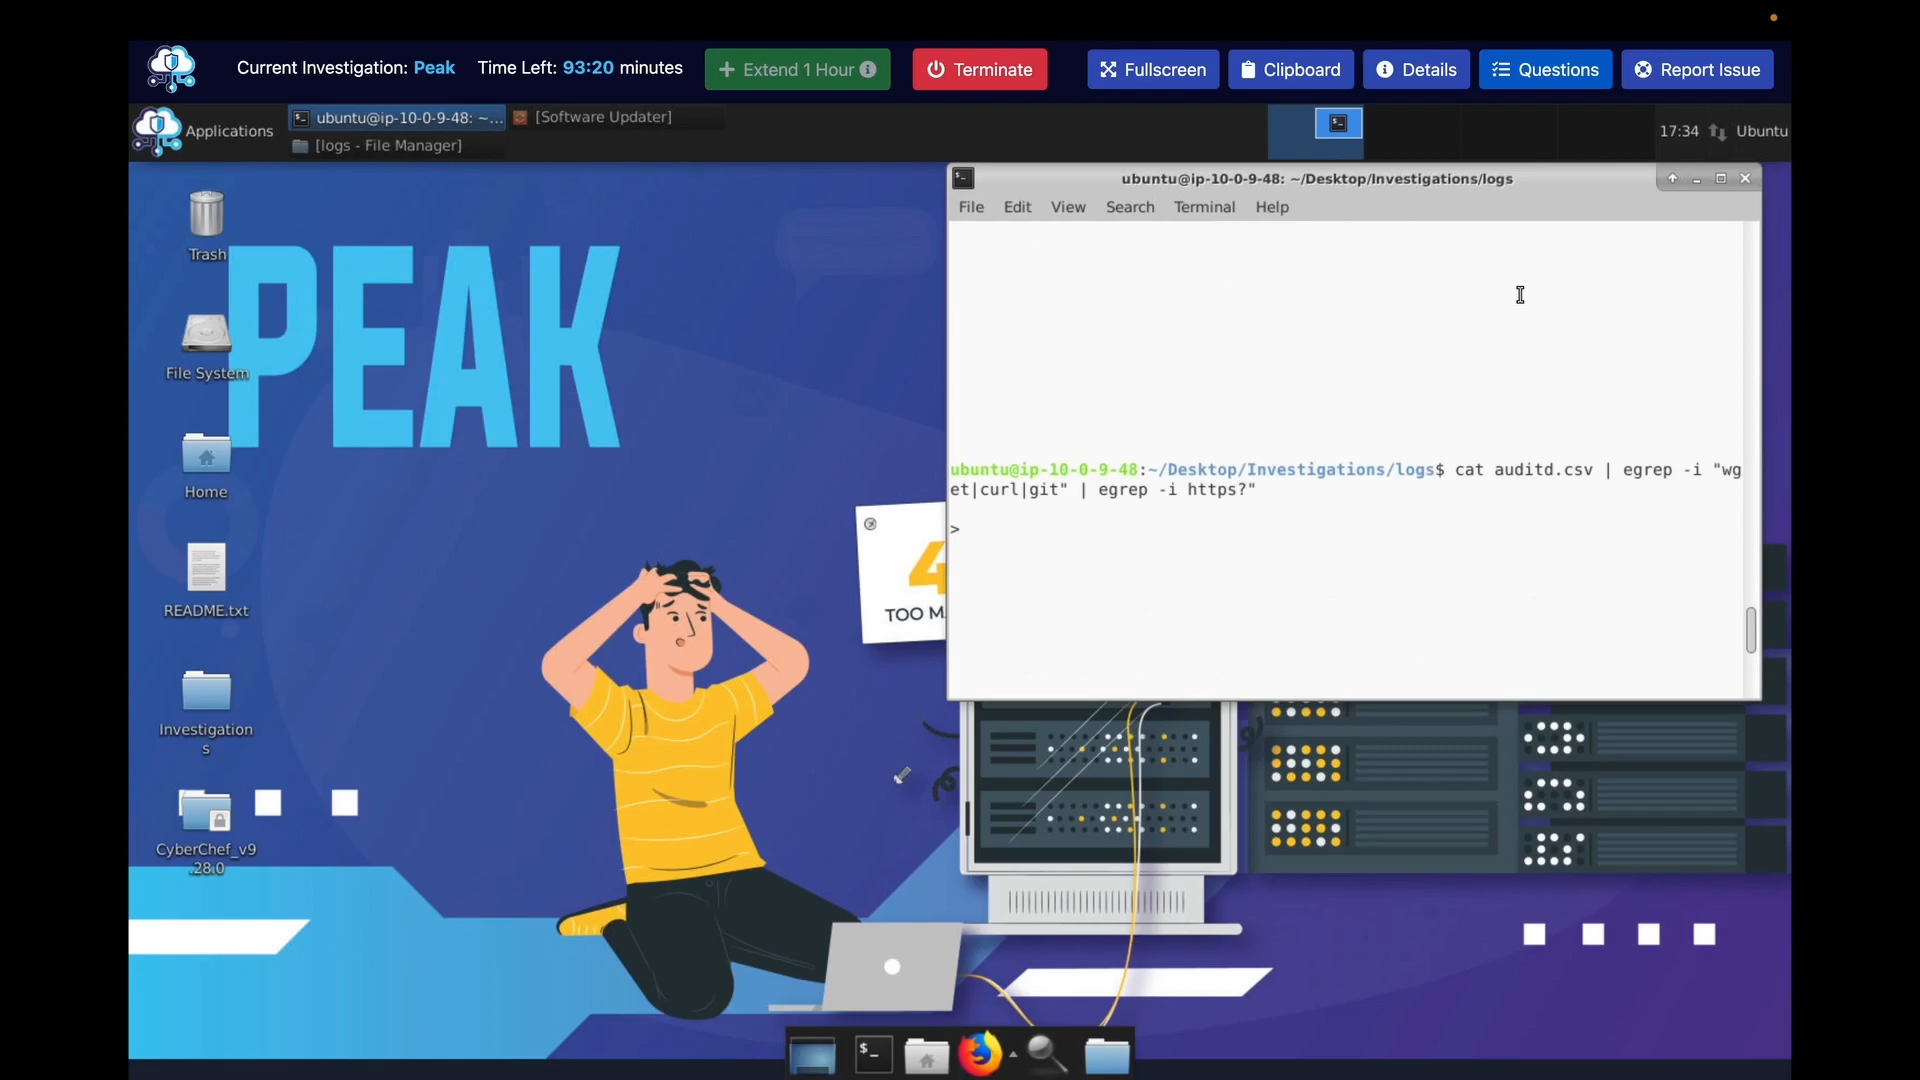 Current Investigation: Peak
Time Left: 93:20 minutes
Extend 1 Hour
Terminate
Fullscreen
Clipboard
Details
Questions
Report Issue
Applications
ubuntu@ip-10-0-9-48: ~...
[Software Updater]
[logs - File Manager]
17:34
Ubuntu
Trash
File System
Home
README.txt
Investigation
s
CyberChef_v9
.28.0
PEAK
4
TOO M
ubuntu@ip-10-0-9-48: ~/Desktop/Investigations/logs
File Edit View Search Terminal Help
ubuntu@ip-10-0-9-48:~/Desktop/Investigations/logs$ cat auditd.csv | egrep -i "wg
et|curl|git" | egrep -i https?"
>